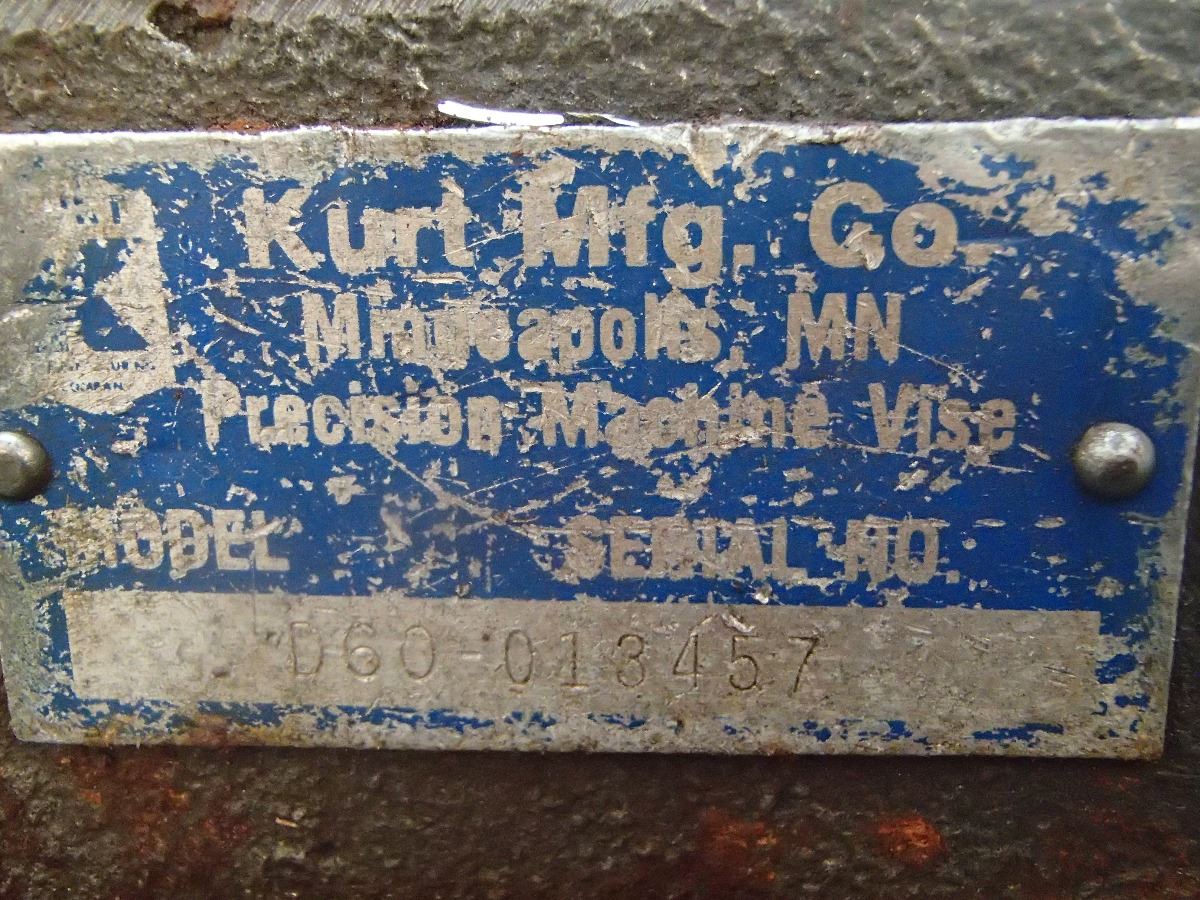 Kurt Mfg. Co.
Minneapolis, MN
Precision Machine Vise
MODEL SERIAL NO.
D60-013457